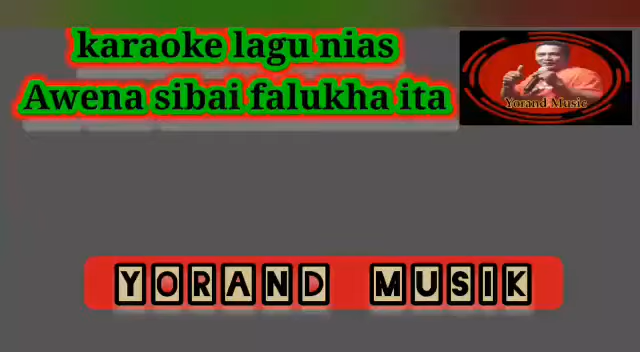 karaoke lagu nias
Awena sibai falukha ita
Yorand Music
YORAND MUSIK